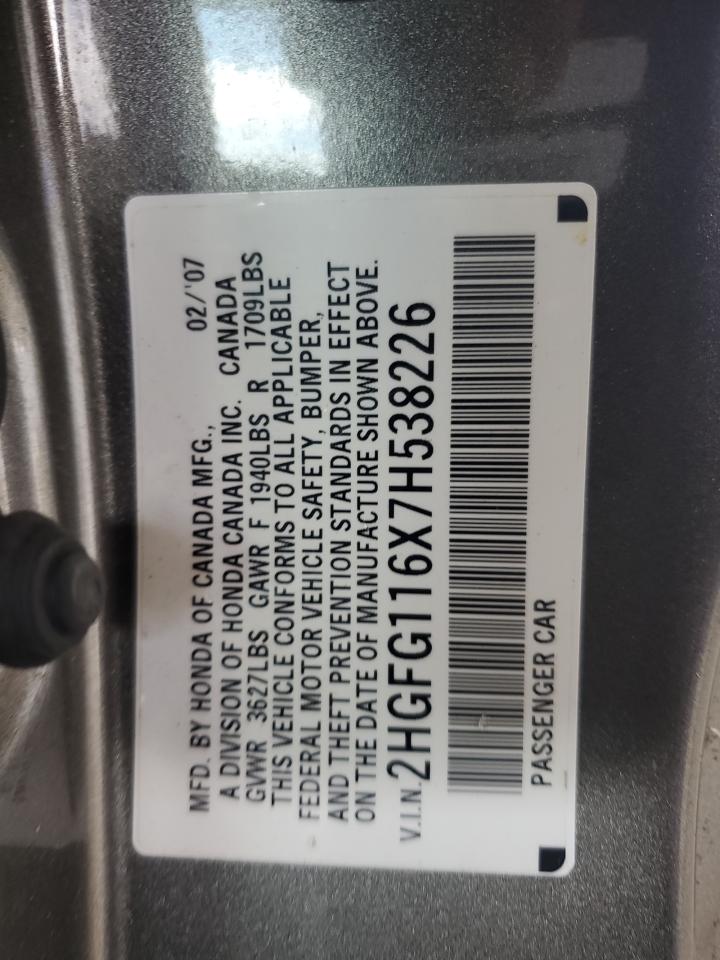 MFD. BY HONDA OF CANADA MFG., 02/'07
A DIVISION OF HONDA CANADA INC. CANADA
GVWR 3627LBS GAWR F 1940LBS R 1709LBS
THIS VEHICLE CONFORMS TO ALL APPLICABLE
FEDERAL MOTOR VEHICLE SAFETY, BUMPER,
AND THEFT PREVENTION STANDARDS IN EFFECT
ON THE DATE OF MANUFACTURE SHOWN ABOVE.
V.I.N. 2HGFG116X7H538226
PASSENGER CAR